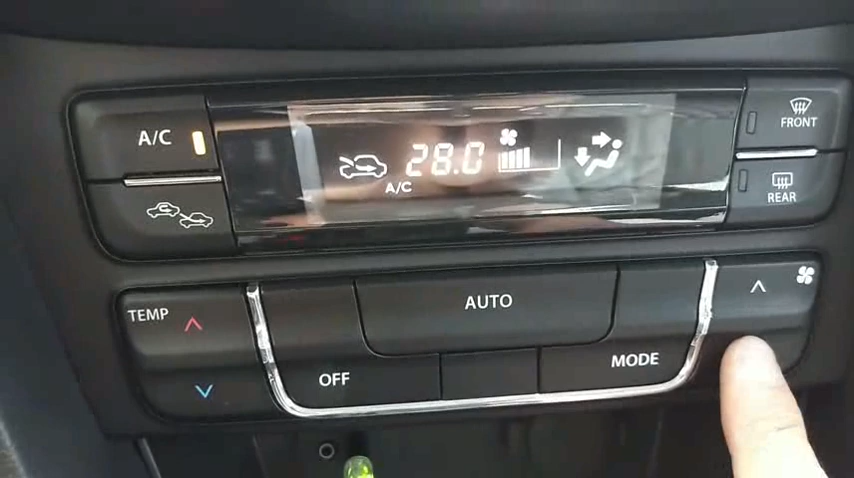 A/C
28.0
A/C
FRONT
REAR
TEMP
AUTO
OFF
MODE